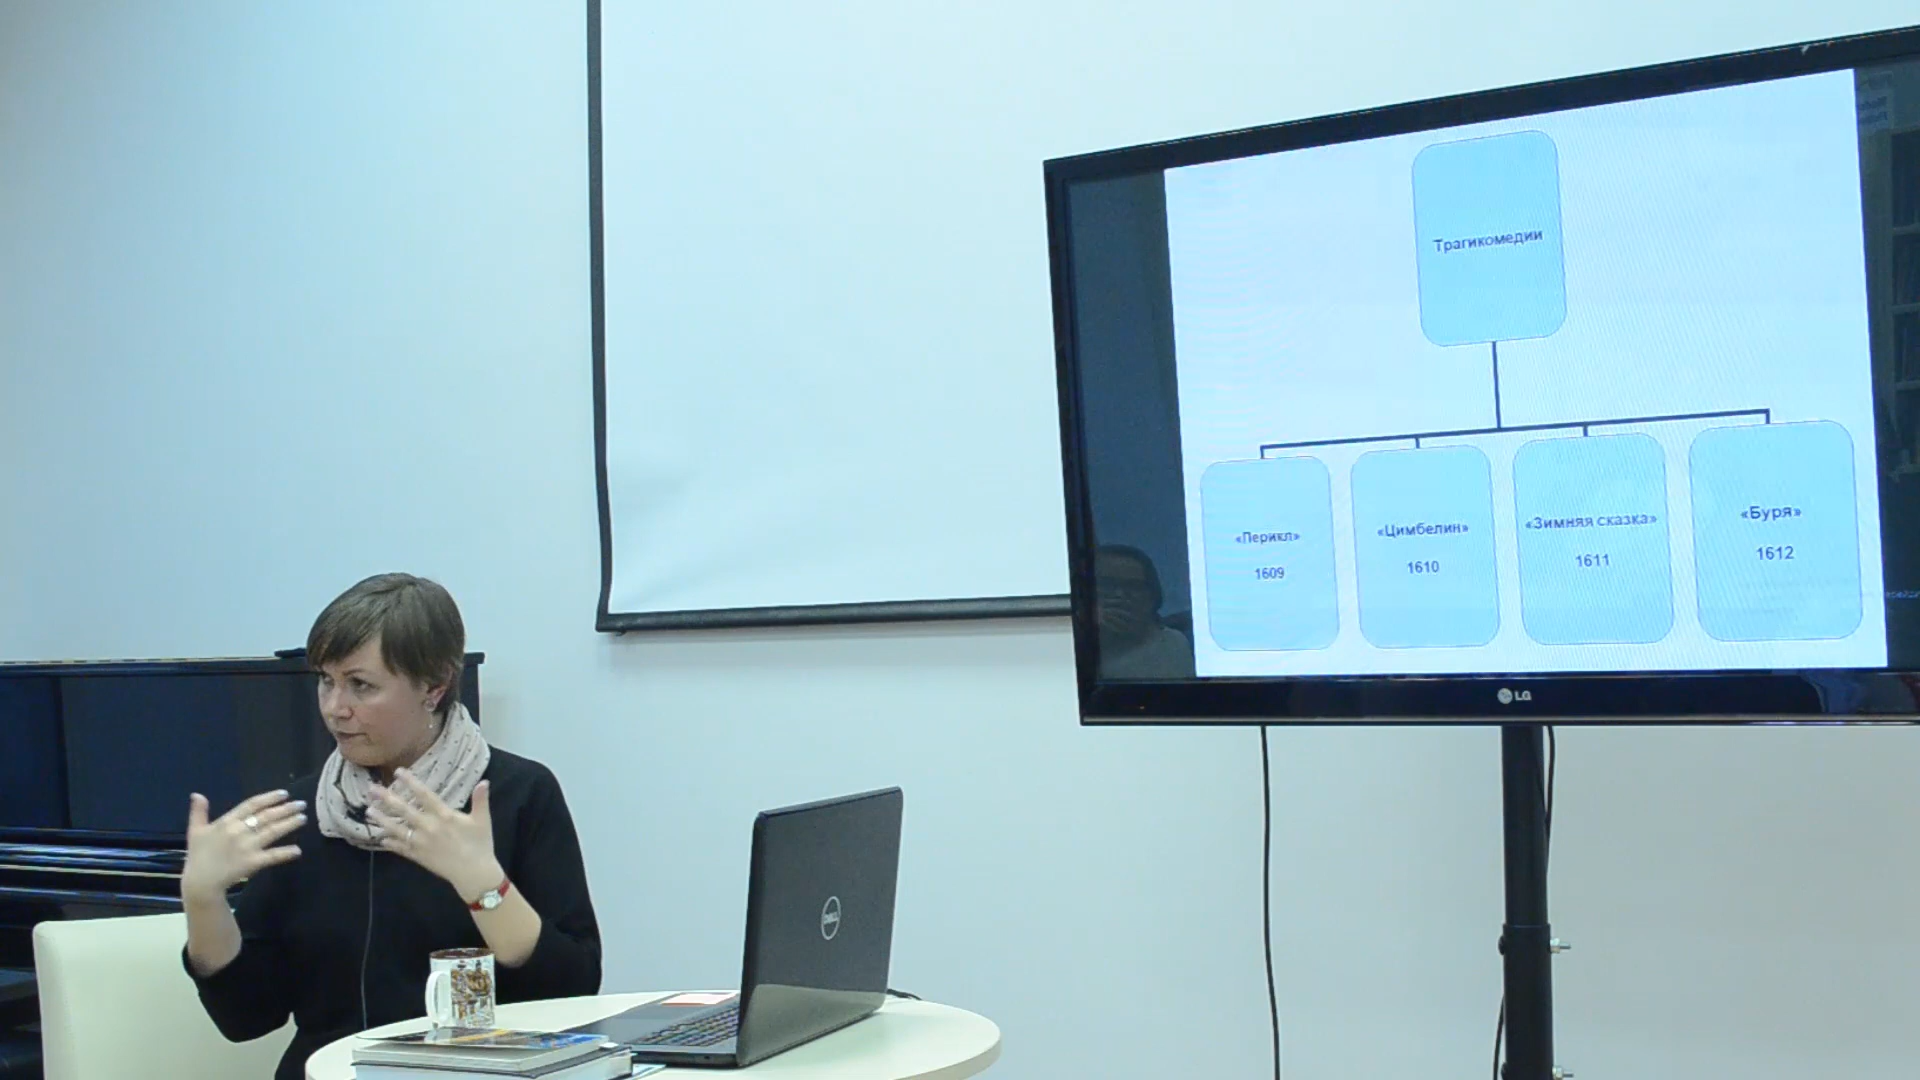 Трагикомедии
«Перикл»
1609
«Цимбелин»
1610
«Зимняя сказка»
1611
«Буря»
1612
LG
DELL